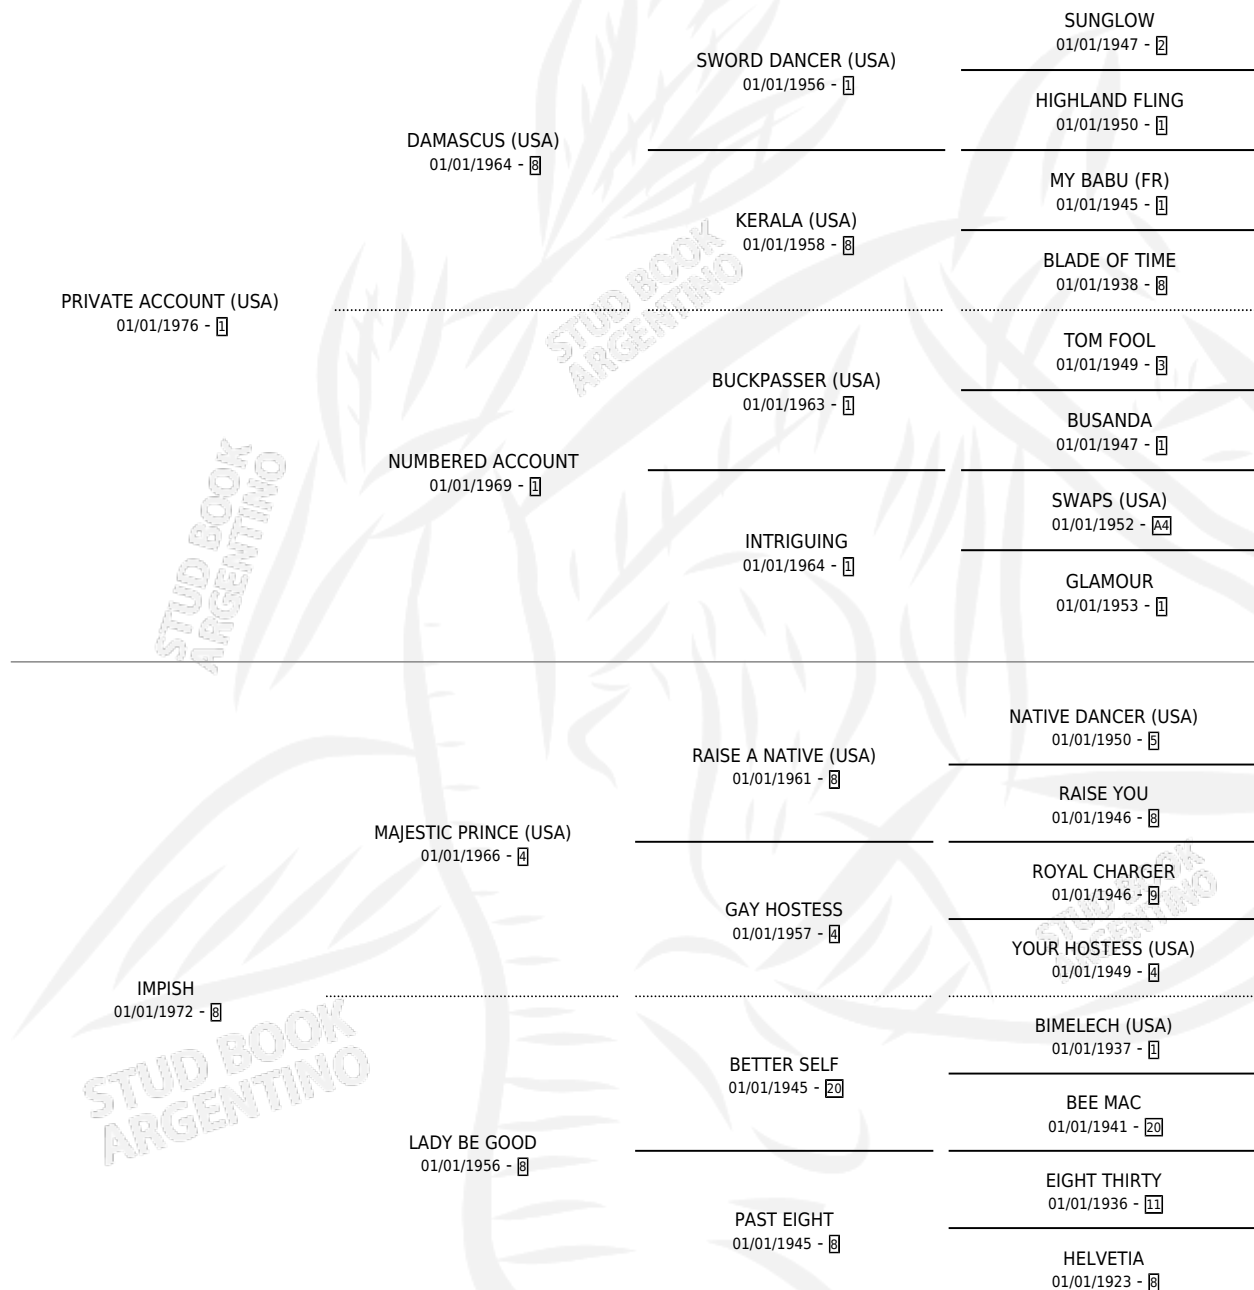 SUNGLOW
01/01/1947 - 2
SWORD DANCER (USA)
01/01/1956 - 1
HIGHLAND FLING
01/01/1950 - 1
DAMASCUS (USA)
01/01/1964 - 8
MY BABU (FR)
01/01/1945 - 1
KERALA (USA)
01/01/1958 - 8
BLADE OF TIME
01/01/1938 - 8
PRIVATE ACCOUNT (USA)
01/01/1976 - 1
TOM FOOL
01/01/1949 - 3
BUCKPASSER (USA)
01/01/1963 - 1
BUSANDA
01/01/1947 - 1
NUMBERED ACCOUNT
01/01/1969 - 1
SWAPS (USA)
01/01/1952 - A4
INTRIGUING
01/01/1964 - 1
GLAMOUR
01/01/1953 - 1
STUD BOOK
ARGENTINO
STUD BOOK
ARGENTINO
NATIVE DANCER (USA)
01/01/1950 - 5
RAISE A NATIVE (USA)
01/01/1961 - 8
RAISE YOU
01/01/1946 - 8
MAJESTIC PRINCE (USA)
01/01/1966 - 4
ROYAL CHARGER
01/01/1946 - 9
GAY HOSTESS
01/01/1957 - 4
YOUR HOSTESS (USA)
01/01/1949 - 4
IMPISH
01/01/1972 - 8
BIMELECH (USA)
01/01/1937 - 1
BETTER SELF
01/01/1945 - 20
BEE MAC
01/01/1941 - 20
LADY BE GOOD
01/01/1956 - 8
EIGHT THIRTY
01/01/1936 - 11
PAST EIGHT
01/01/1945 - 8
HELVETIA
01/01/1923 - 8
STUD BOOK
ARGENTINO
STUD BOOK
ARGENTINO